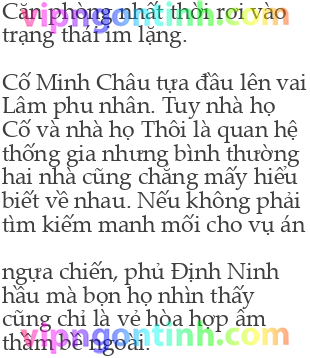 Căn phòng nhất thời rơi vào
trạng thái im lặng.
Cố Minh Châu tựa đầu lên vai
Lâm phu nhân. Tuy nhà họ
Cố và nhà họ Thôi là quan hệ
thống gia nhưng bình thường
hai nhà cũng chẳng mấy hiểu
biết về nhau. Nếu không phải
tìm kiếm manh mối cho vụ án
ngựa chiến, phủ Định Ninh
hầu mà bọn họ nhìn thấy
cũng chỉ là vẻ hòa hợp ấm
thầm bề ngoài.
vipngontinh.com
vipngontinh.com